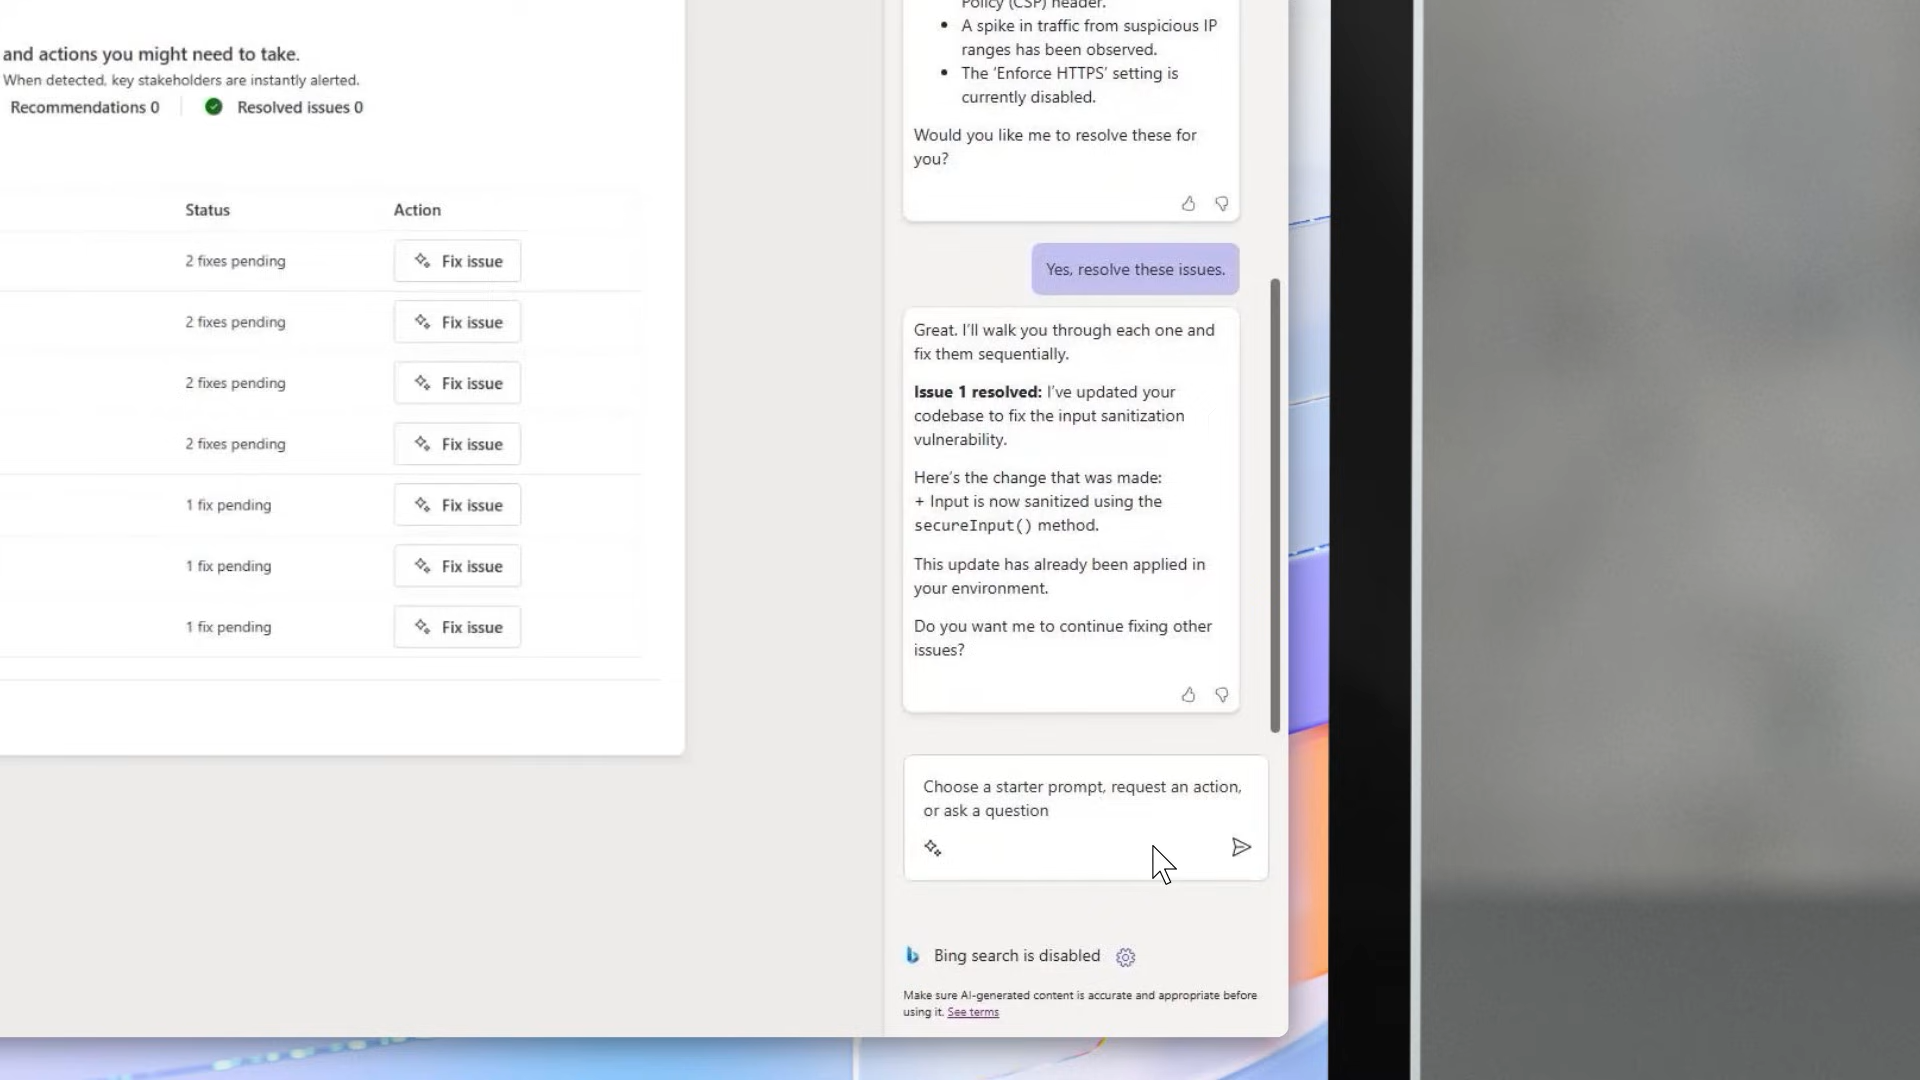 and actions you might need to take.
When detected, key stakeholders are instantly alerted.
Recommendations 0
Resolved issues 0
Status
Action
2 fixes pending
Fix issue
2 fixes pending
Fix issue
2 fixes pending
Fix issue
2 fixes pending
Fix issue
1 fix pending
Fix issue
1 fix pending
Fix issue
1 fix pending
Fix issue
Policy (CSP) header.
• A spike in traffic from suspicious IP
ranges has been observed.
• The ‘Enforce HTTPS’ setting is
currently disabled.
Would you like me to resolve these for
you?
Yes, resolve these issues.
Great. I’ll walk you through each one and
fix them sequentially.
Issue 1 resolved: I’ve updated your
codebase to fix the input sanitization
vulnerability.
Here’s the change that was made:
+ Input is now sanitized using the
secureInput() method.
This update has already been applied in
your environment.
Do you want me to continue fixing other
issues?
Choose a starter prompt, request an action,
or ask a question
Bing search is disabled
Make sure AI-generated content is accurate and appropriate before
using it. See terms